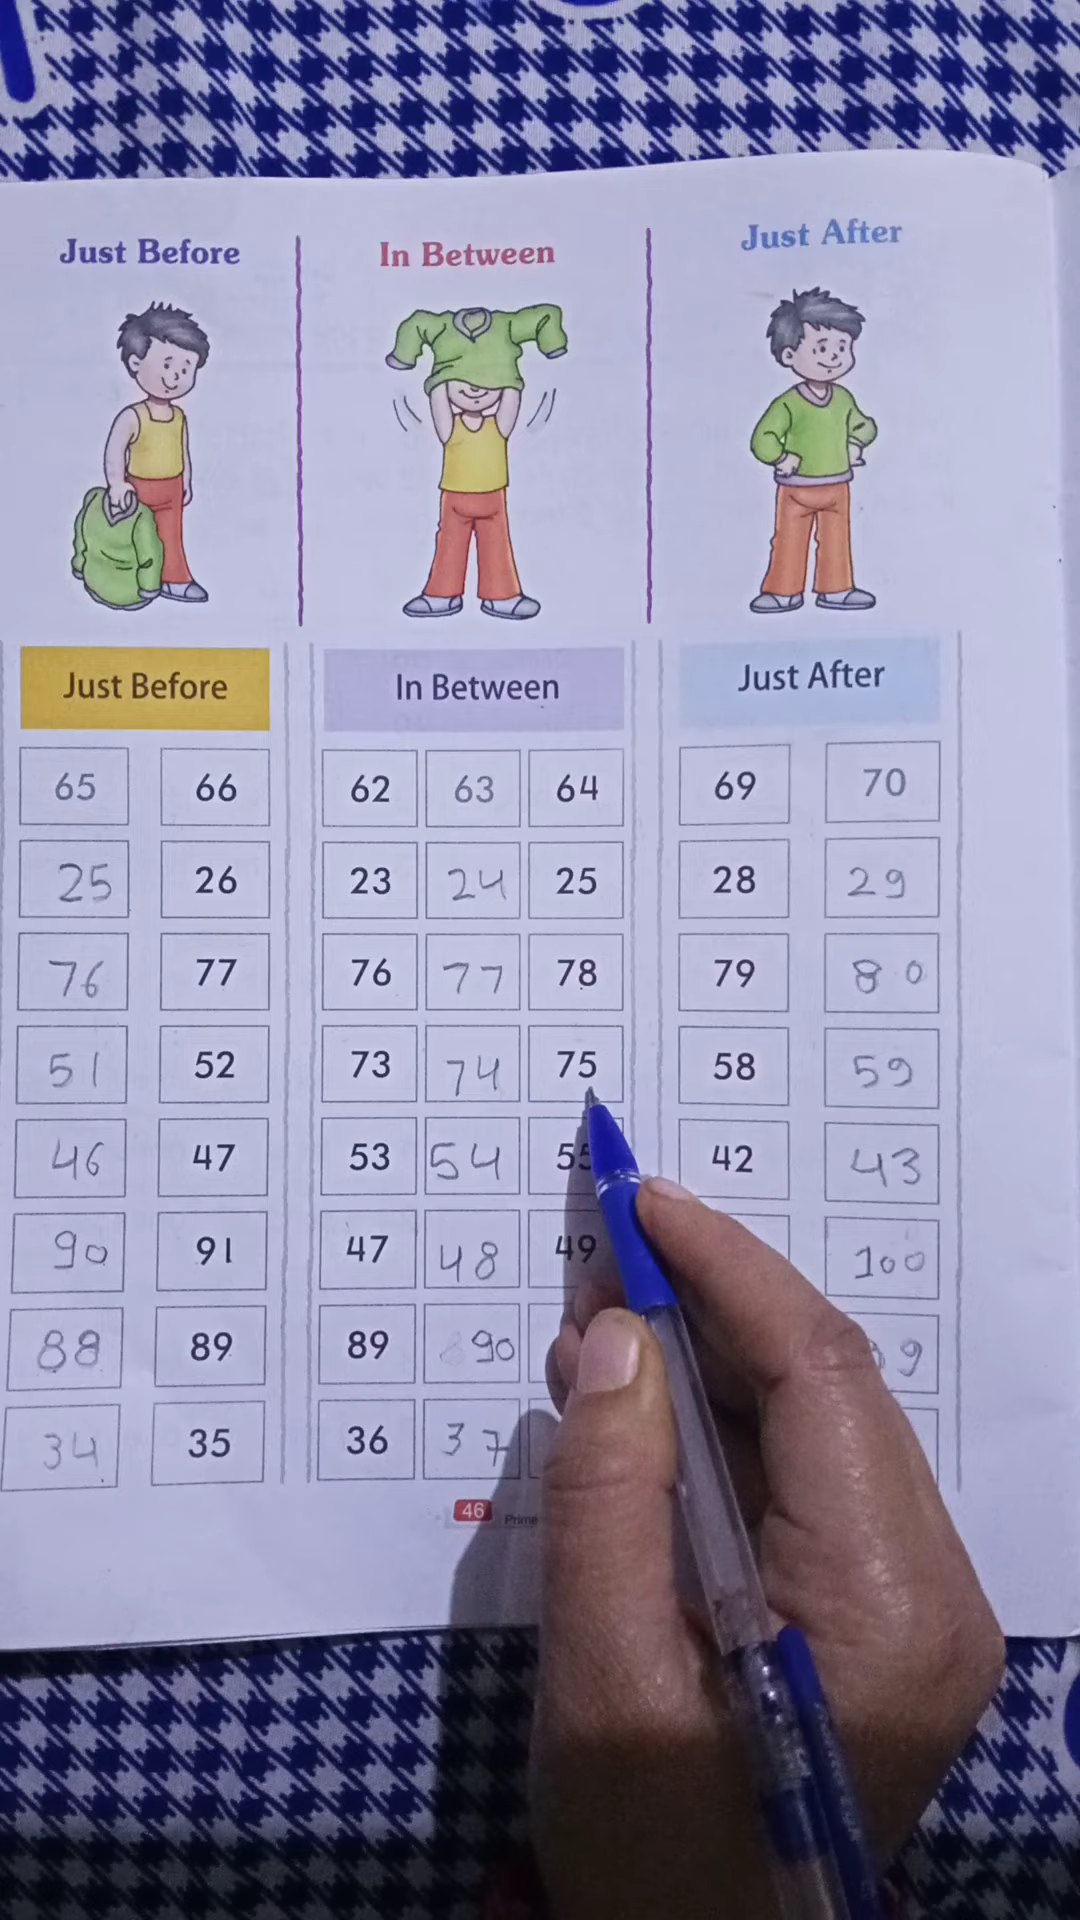 Just Before In Between Just After
Just Before In Between Just After
65 66 62 63 64 69 70
25 26 23 24 25 28 29
76 77 76 77 78 79 80
51 52 73 74 75 58 59
46 47 53 54 55 42 43
90 91 47 48 49 100
88 89 89 90 9
34 35 36 37
46 Prime